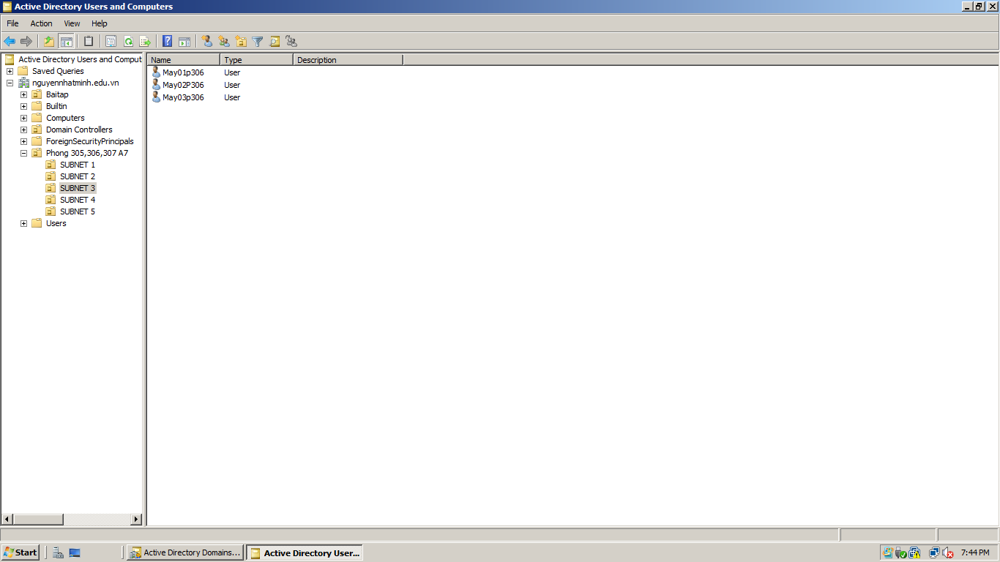 Active Directory Users and Computers
File Action View Help
Active Directory Users and Comput
Saved Queries
nguyennhatminh.edu.vn
Baitap
Builtin
Computers
Domain Controllers
ForeignSecurityPrincipals
Phong 305,306,307 A7
SUBNET 1
SUBNET 2
SUBNET 3
SUBNET 4
SUBNET 5
Users
Name Type Description
May01p306 User
May02P306 User
May03p306 User
Start Active Directory Domains... Active Directory User... 7:44 PM